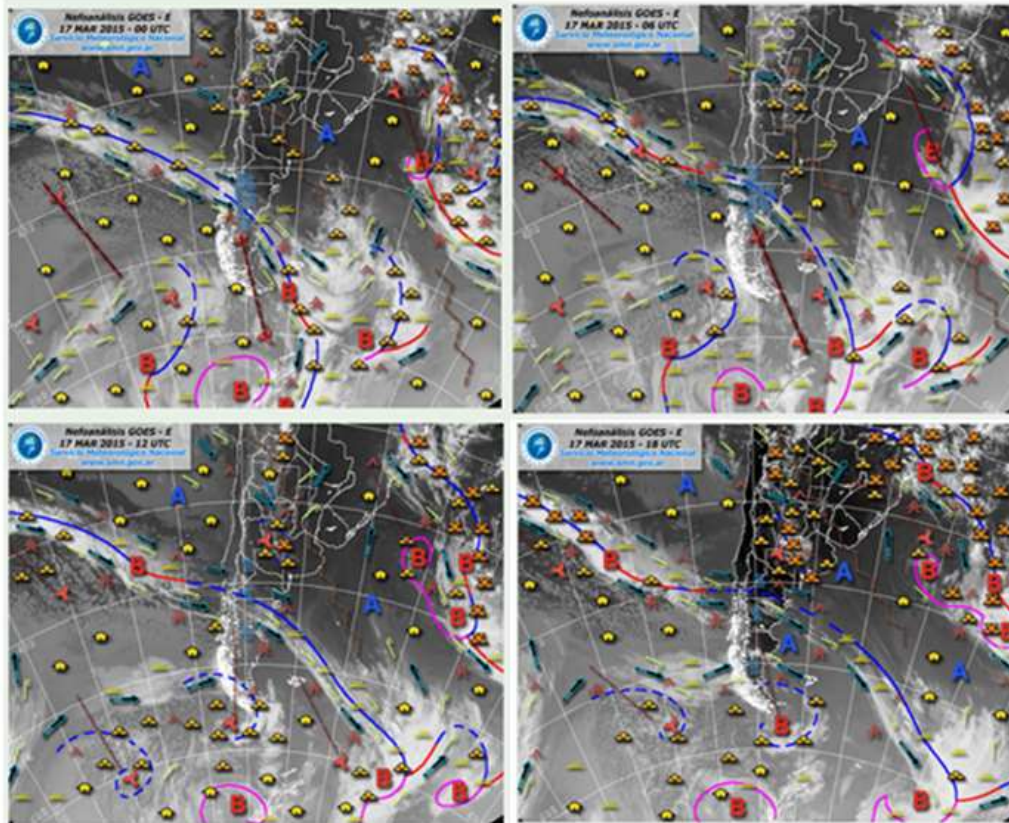 Nefoanálisis GOES - E
17 MAR 2015 - 00 UTC
Servicio Meteorológico Nacional
www.smn.gov.ar
A
A
B
B
B
B
B
B
Nefoanálisis GOES - E
17 MAR 2015 - 06 UTC
Servicio Meteorológico Nacional
www.smn.gov.ar
A
B
B
B
B
B
B
Nefoanálisis GOES - E
17 MAR 2015 - 12 UTC
Servicio Meteorológico Nacional
www.smn.gov.ar
A
B
B
B
A
B
B
B
B
Nefoanálisis GOES - E
17 MAR 2015 - 18 UTC
Servicio Meteorológico Nacional
www.smn.gov.ar
A
B
B
B
A
B
B
A
A
B
B
B